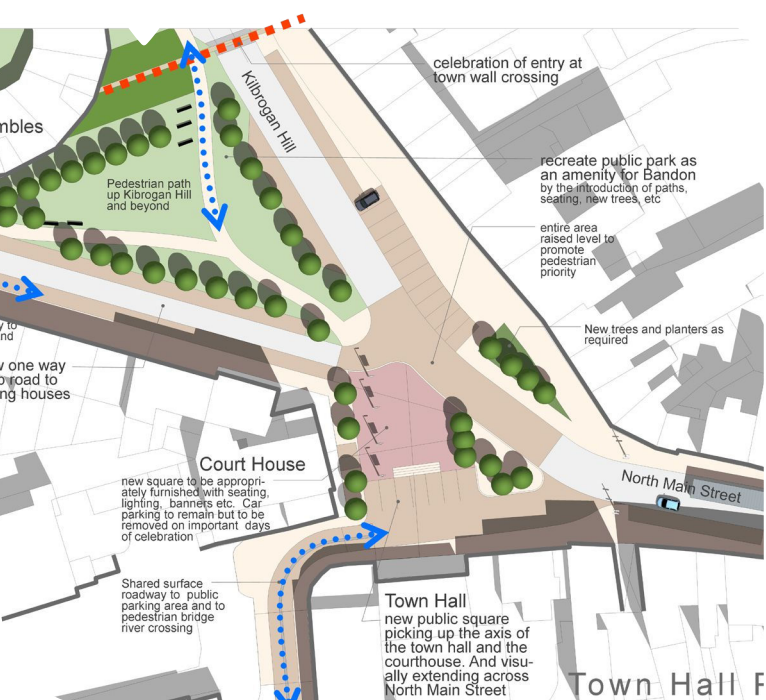 celebration of entry at
town wall crossing
Kilbrogan Hill
mbles
recreate public park as
an amenity for Bandon
by the introduction of paths,
seating, new trees, etc
Pedestrian path
up Kibrogan Hill
and beyond
entire area
raised level to
promote
pedestrian
priority
New trees and planters as
required
y to
nd
w one way
o road to
ng houses
Court House
new square to be appropri-
ately furnished with seating,
lighting, banners etc. Car
parking to remain but to be
removed on important days
of celebration
North Main Street
Shared surface
roadway to public
parking area and to
pedestrian bridge
river crossing
Town Hall
new public square
picking up the axis of
the town hall and the
courthouse. And visu-
ally extending across
North Main Street
Town Hall P